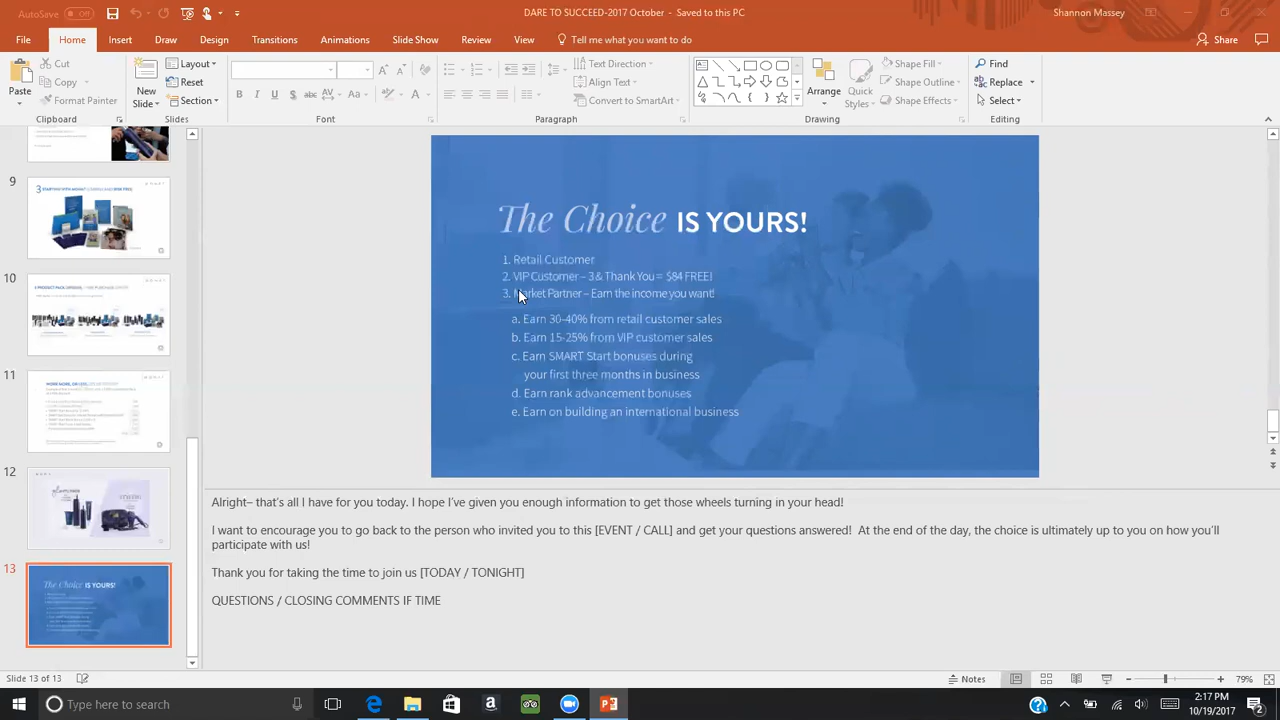 AutoSave Off
DARE TO SUCCEED-2017 October - Saved to this PC
Shannon Massey
File Home Insert Draw Design Transitions Animations Slide Show Review View Tell me what you want to do Share
Cut
Copy
Format Painter
Paste
Clipboard
New
Slide
Layout
Reset
Section
Slides
B I U S abc AV Aa A
Font
Text Direction
Align Text
Convert to SmartArt
Paragraph
Arrange
Quick
Styles
Shape Fill
Shape Outline
Shape Effects
Drawing
Find
Replace
Select
Editing
9
10
11
12
13
The Choice IS YOURS!
The Choice IS YOURS!
1. Retail Customer
2. VIP Customer – 3 & Thank You = $84 FREE!
3. Market Partner – Earn the income you want!
a. Earn 30-40% from retail customer sales
b. Earn 15-25% from VIP customer sales
c. Earn SMART Start bonuses during
your first three months in business
d. Earn rank advancement bonuses
e. Earn on building an international business
Alright– that's all I have for you today. I hope I've given you enough information to get those wheels turning in your head!
I want to encourage you to go back to the person who invited you to this [EVENT / CALL] and get your questions answered! At the end of the day, the choice is ultimately up to you on how you'll
participate with us!
Thank you for taking the time to join us [TODAY / TONIGHT]
QUESTIONS / CLOSING COMMENTS IF TIME
Slide 13 of 13
Notes
79%
Type here to search
2:17 PM
10/19/2017